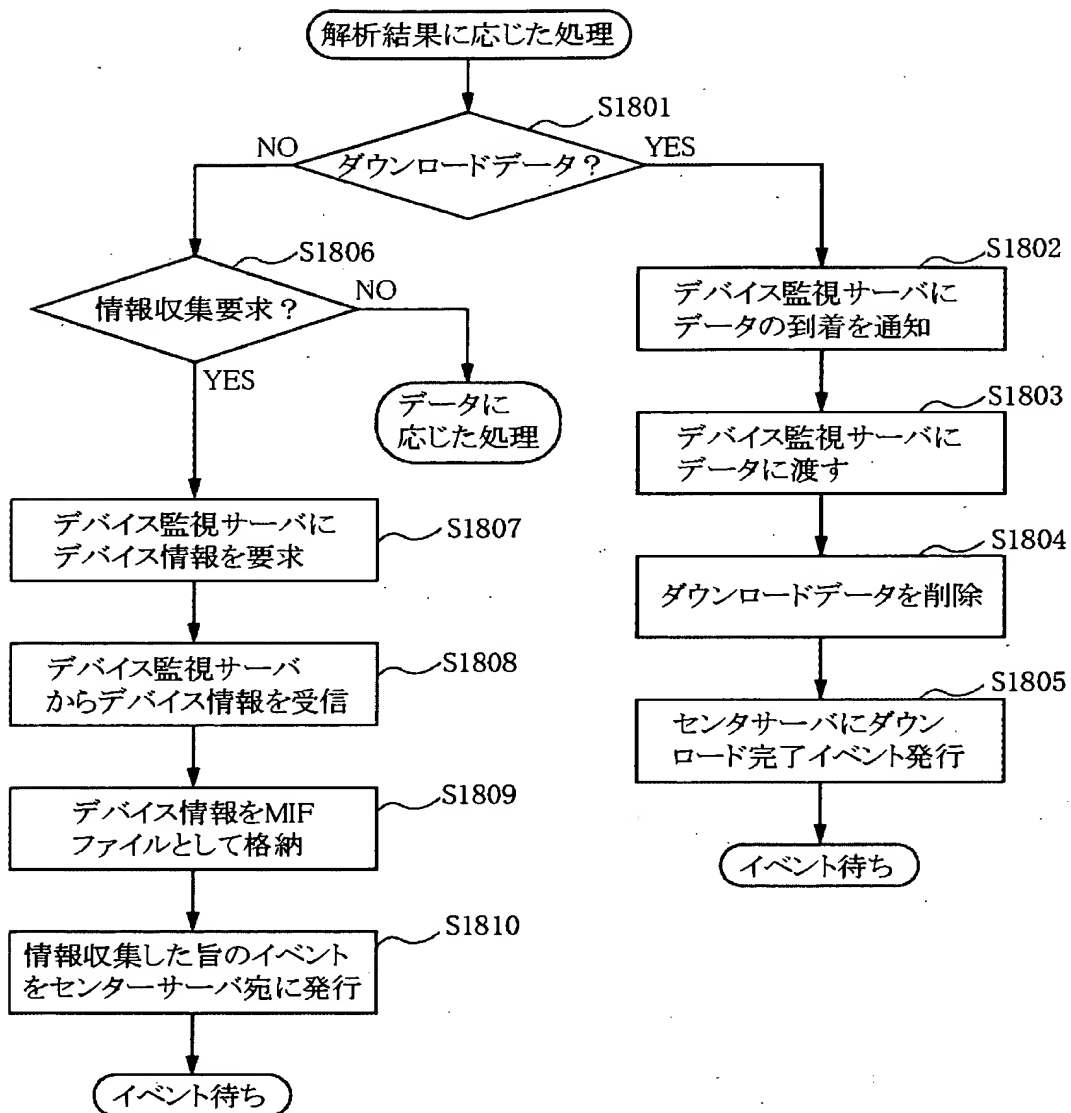 解析結果に応じた処理
S1801
NO
ダウンロードデータ?
YES
S1806
情報収集要求?
NO
YES
データに
応じた処理
S1807
デバイス監視サーバに
デバイス情報を要求
S1808
デバイス監視サーバ
からデバイス情報を受信
S1809
デバイス情報をMIF
ファイルとして格納
S1810
情報収集した旨のイベント
をセンターサーバ宛に発行
イベント待ち
S1802
デバイス監視サーバに
データの到着を通知
S1803
デバイス監視サーバに
データに渡す
S1804
ダウンロードデータを削除
S1805
センタサーバにダウン
ロード完了イベント発行
イベント待ち